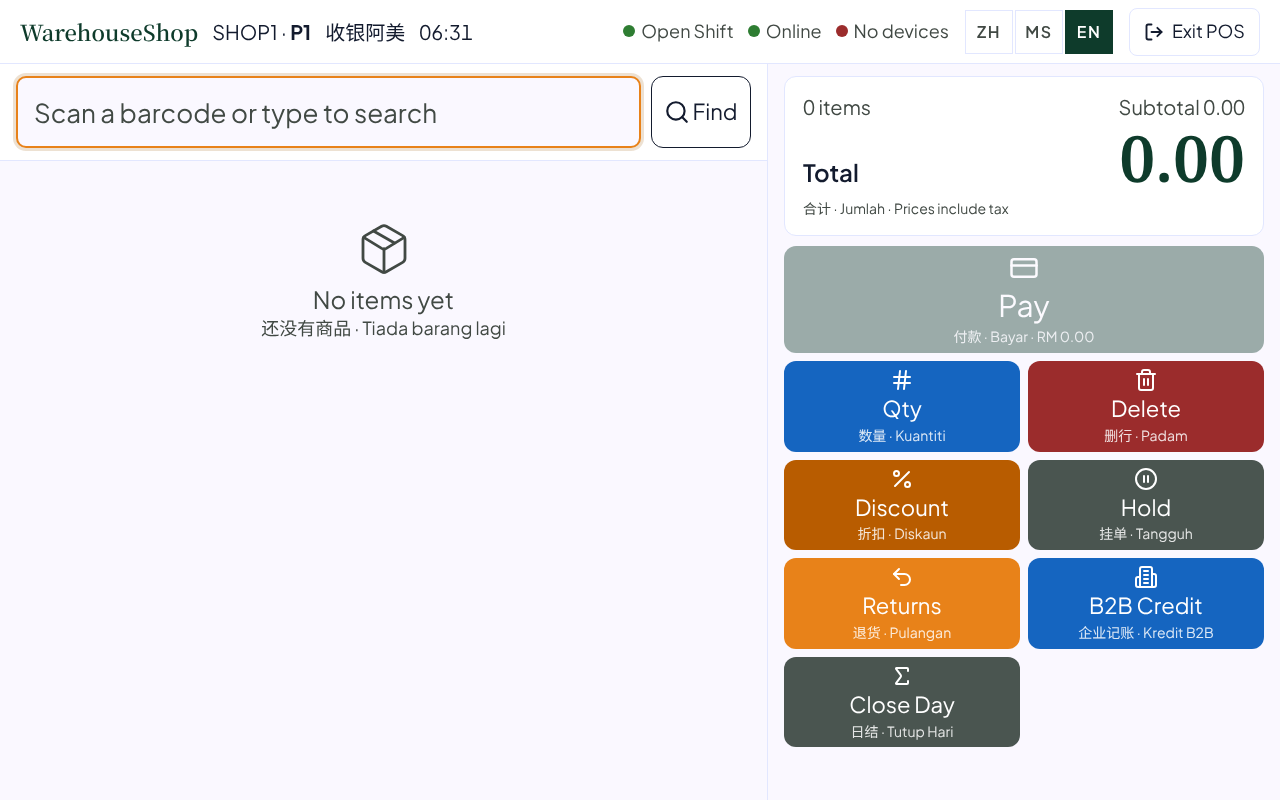 WarehouseShop SHOP1 · P1 收银阿美 06:31 Open Shift Online No devices ZH MS EN Exit POS
Scan a barcode or type to search Find
No items yet
还没有商品 · Tiada barang lagi
0 items Subtotal 0.00
Total 0.00
合计 · Jumlah · Prices include tax
Pay
付款 · Bayar · RM 0.00
Qty
数量 · Kuantiti
Delete
删行 · Padam
Discount
折扣 · Diskaun
Hold
挂单 · Tangguh
Returns
退货 · Pulangan
B2B Credit
企业记账 · Kredit B2B
Close Day
日结 · Tutup Hari